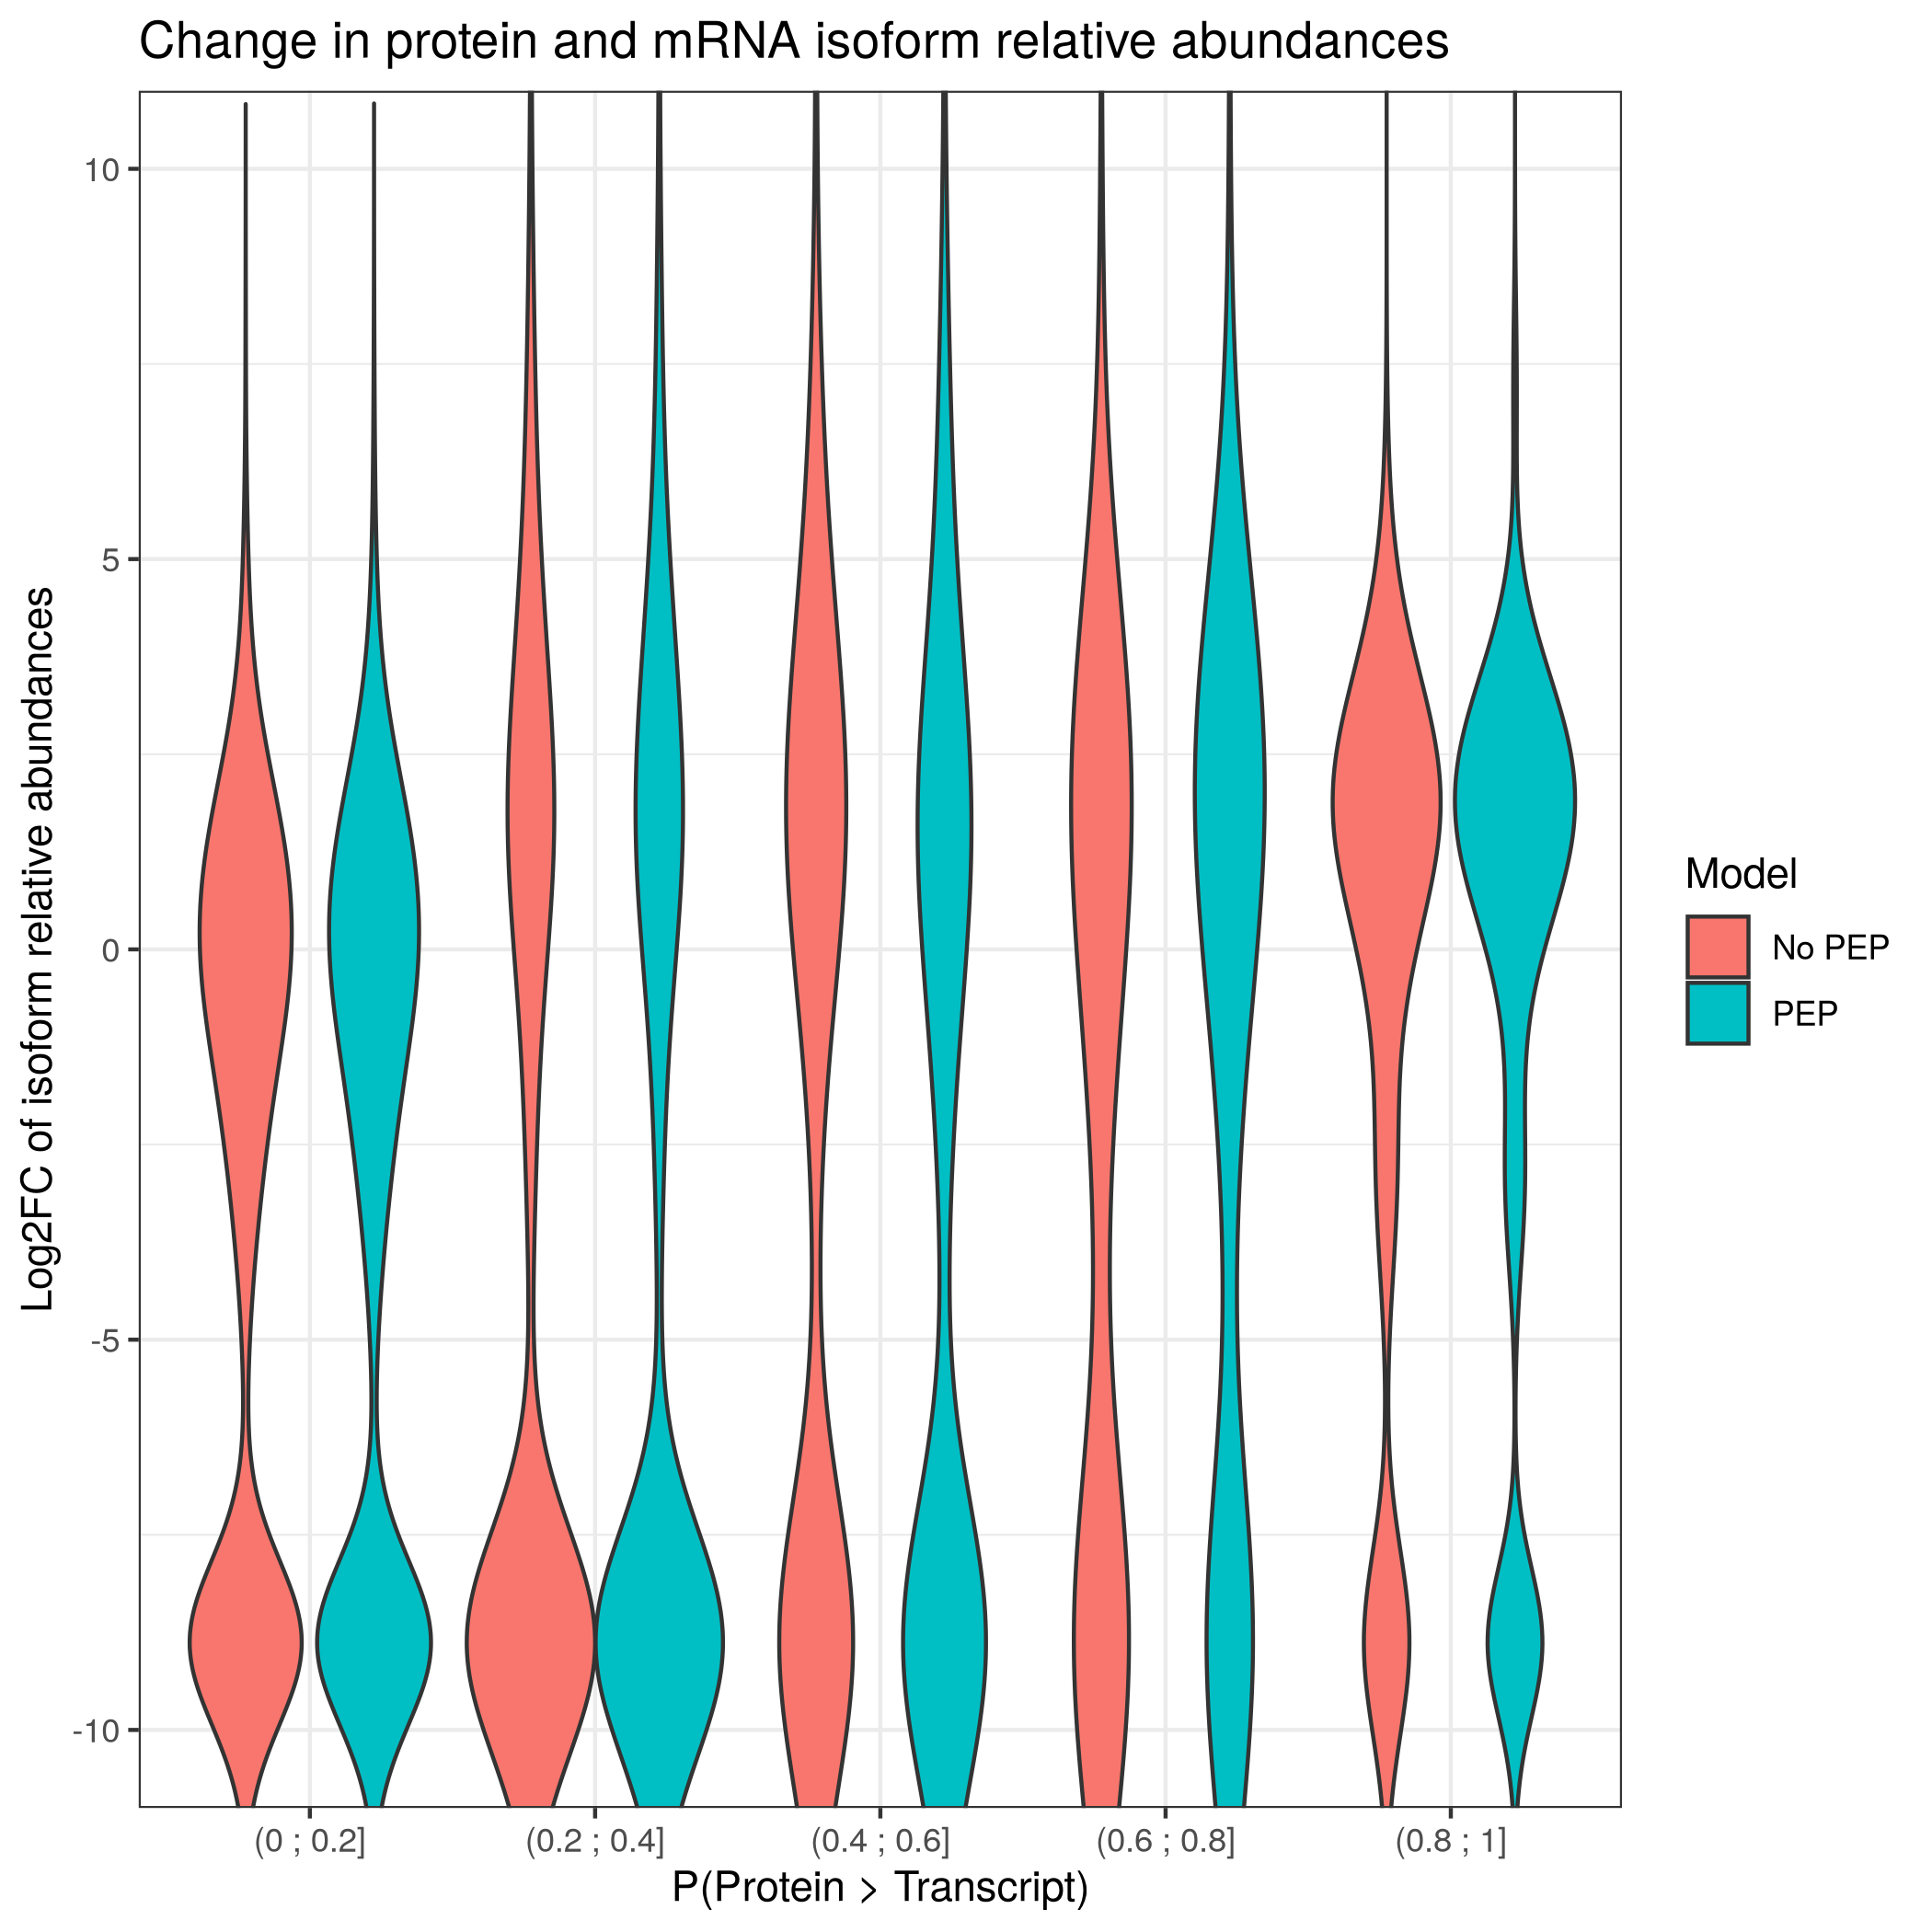 Change in protein and mRNA isoform relative abundances
Log2FC of isoform relative abundances
10
5
0
-5
-10
(0 ; 0.2]
(0.2 ; 0.4]
(0.4 ; 0.6]
(0.6 ; 0.8]
(0.8 ; 1]
P(Protein > Transcript)
Model
No PEP
PEP